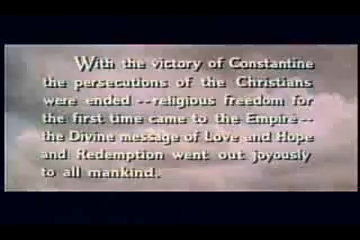 With the victory of Constantine
the persecutions of the Christians
were ended--religious freedom for
the first time came to the Empire--
the Divine message of Love and Hope
and Redemption went out joyously
to all mankind.